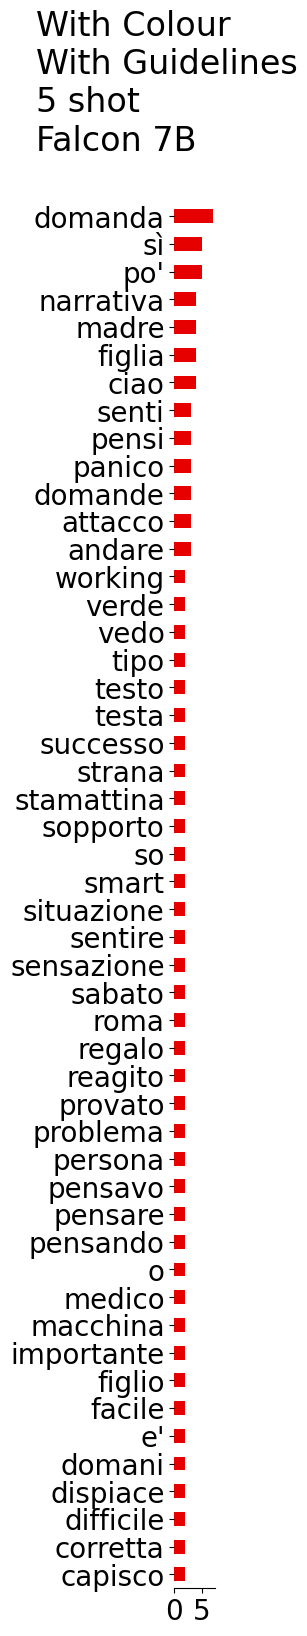 With Colour
With Guidelines
5 shot
Falcon 7B
domanda
sì
po'
narrativa
madre
figlia
ciao
senti
pensi
panico
domande
attacco
andare
working
verde
vedo
tipo
testo
testa
successo
strana
stamattina
sopporto
so
smart
situazione
sentire
sensazione
sabato
roma
regalo
reagito
provato
problema
persona
pensavo
pensare
pensando
o
medico
macchina
importante
figlio
facile
e'
domani
dispiace
difficile
corretta
capisco
0 5